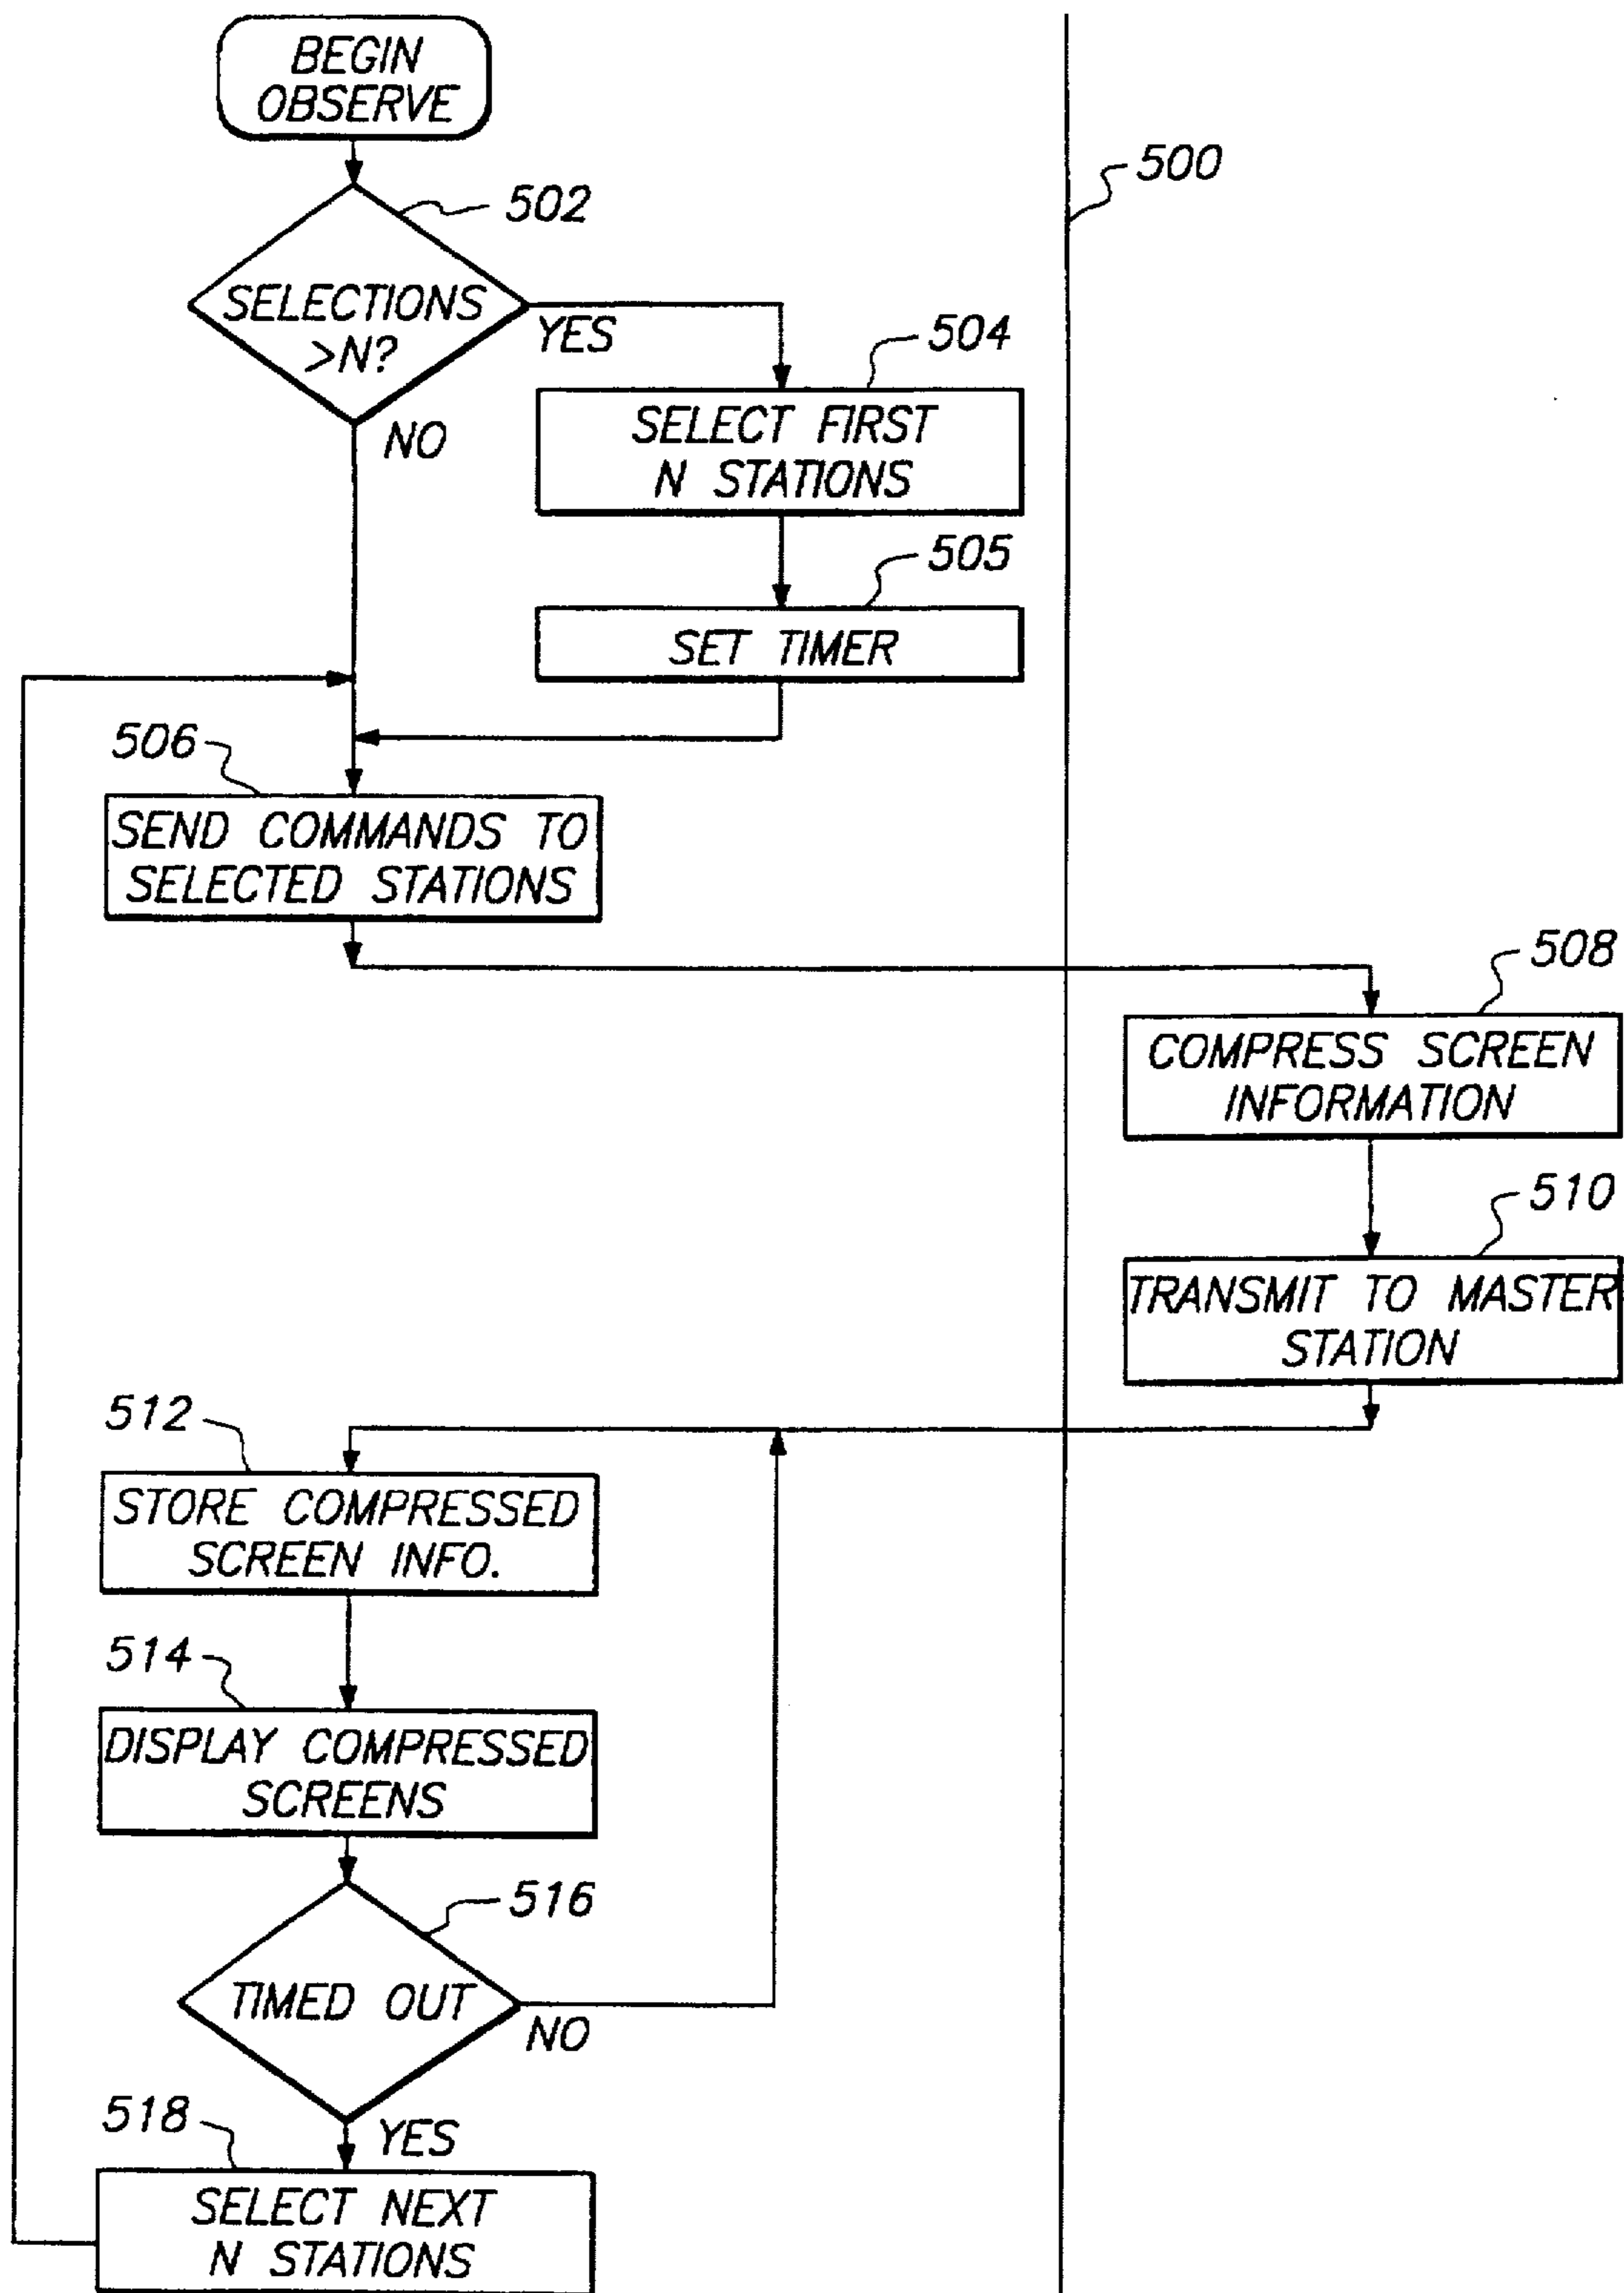 BEGIN
OBSERVE
500
502
SELECTIONS
>N?
YES
NO
504
SELECT FIRST
N STATIONS
505
SET TIMER
506
SEND COMMANDS TO
SELECTED STATIONS
508
COMPRESS SCREEN
INFORMATION
510
TRANSMIT TO MASTER
STATION
512
STORE COMPRESSED
SCREEN INFO.
514
DISPLAY COMPRESSED
SCREENS
516
TIMED OUT
NO
YES
518
SELECT NEXT
N STATIONS